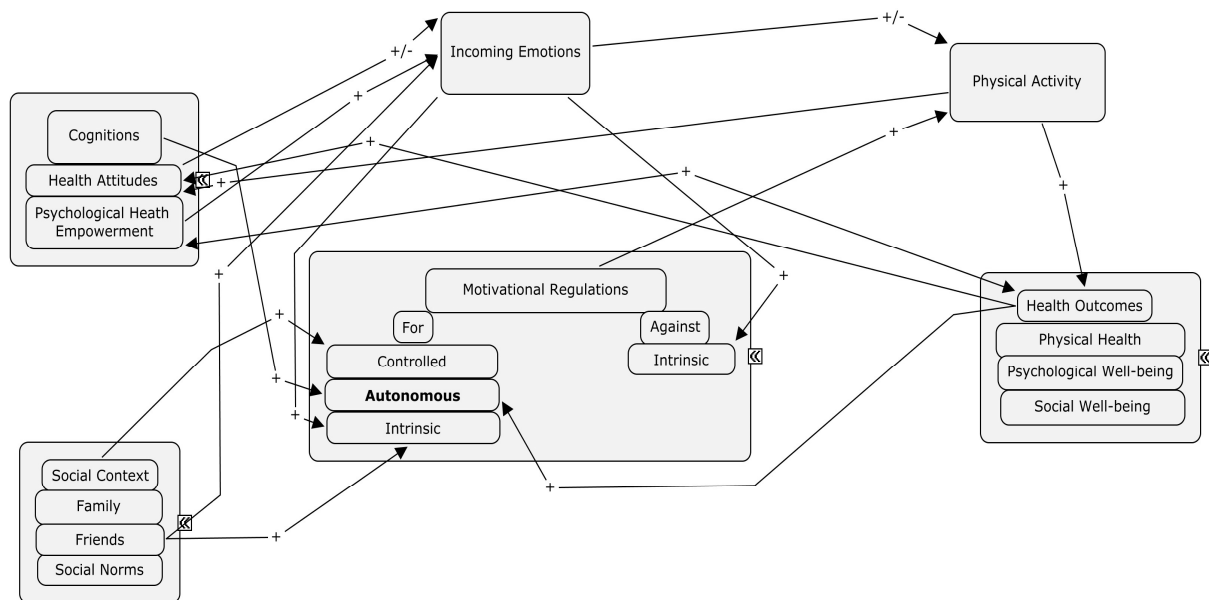 Incoming Emotions
+/-
+/-
Physical Activity
+
Cognitions
+
+
Health Attitudes
+
+
+
Psychological Heath
Empowerment
+
+
Motivational Regulations
Health Outcomes
+
For
Against
Physical Health
Controlled
Intrinsic
Psychological Well-being
+
Autonomous
Social Well-being
+
Intrinsic
Social Context
+
Family
Friends
+
Social Norms